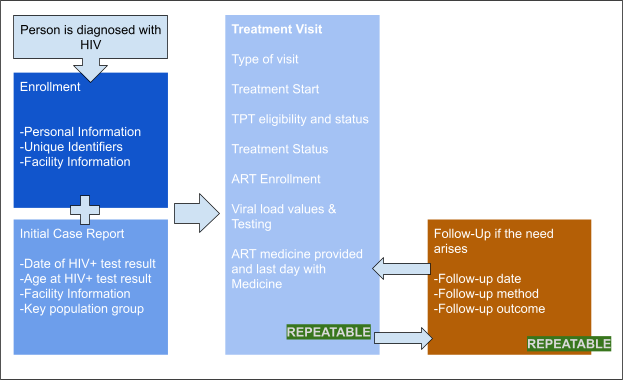 Person is diagnosed with
HIV
Enrollment
-Personal Information
-Unique Identifiers
-Facility Information
Initial Case Report
-Date of HIV+ test result
-Age at HIV+ test result
-Facility Information
-Key population group
Treatment Visit
Type of visit
Treatment Start
TPT eligibility and status
Treatment Status
ART Enrollment
Viral load values &
Testing
ART medicine provided
and last day with
Medicine
REPEATABLE
Follow-Up if the need
arises
-Follow-up date
-Follow-up method
-Follow-up outcome
REPEATABLE